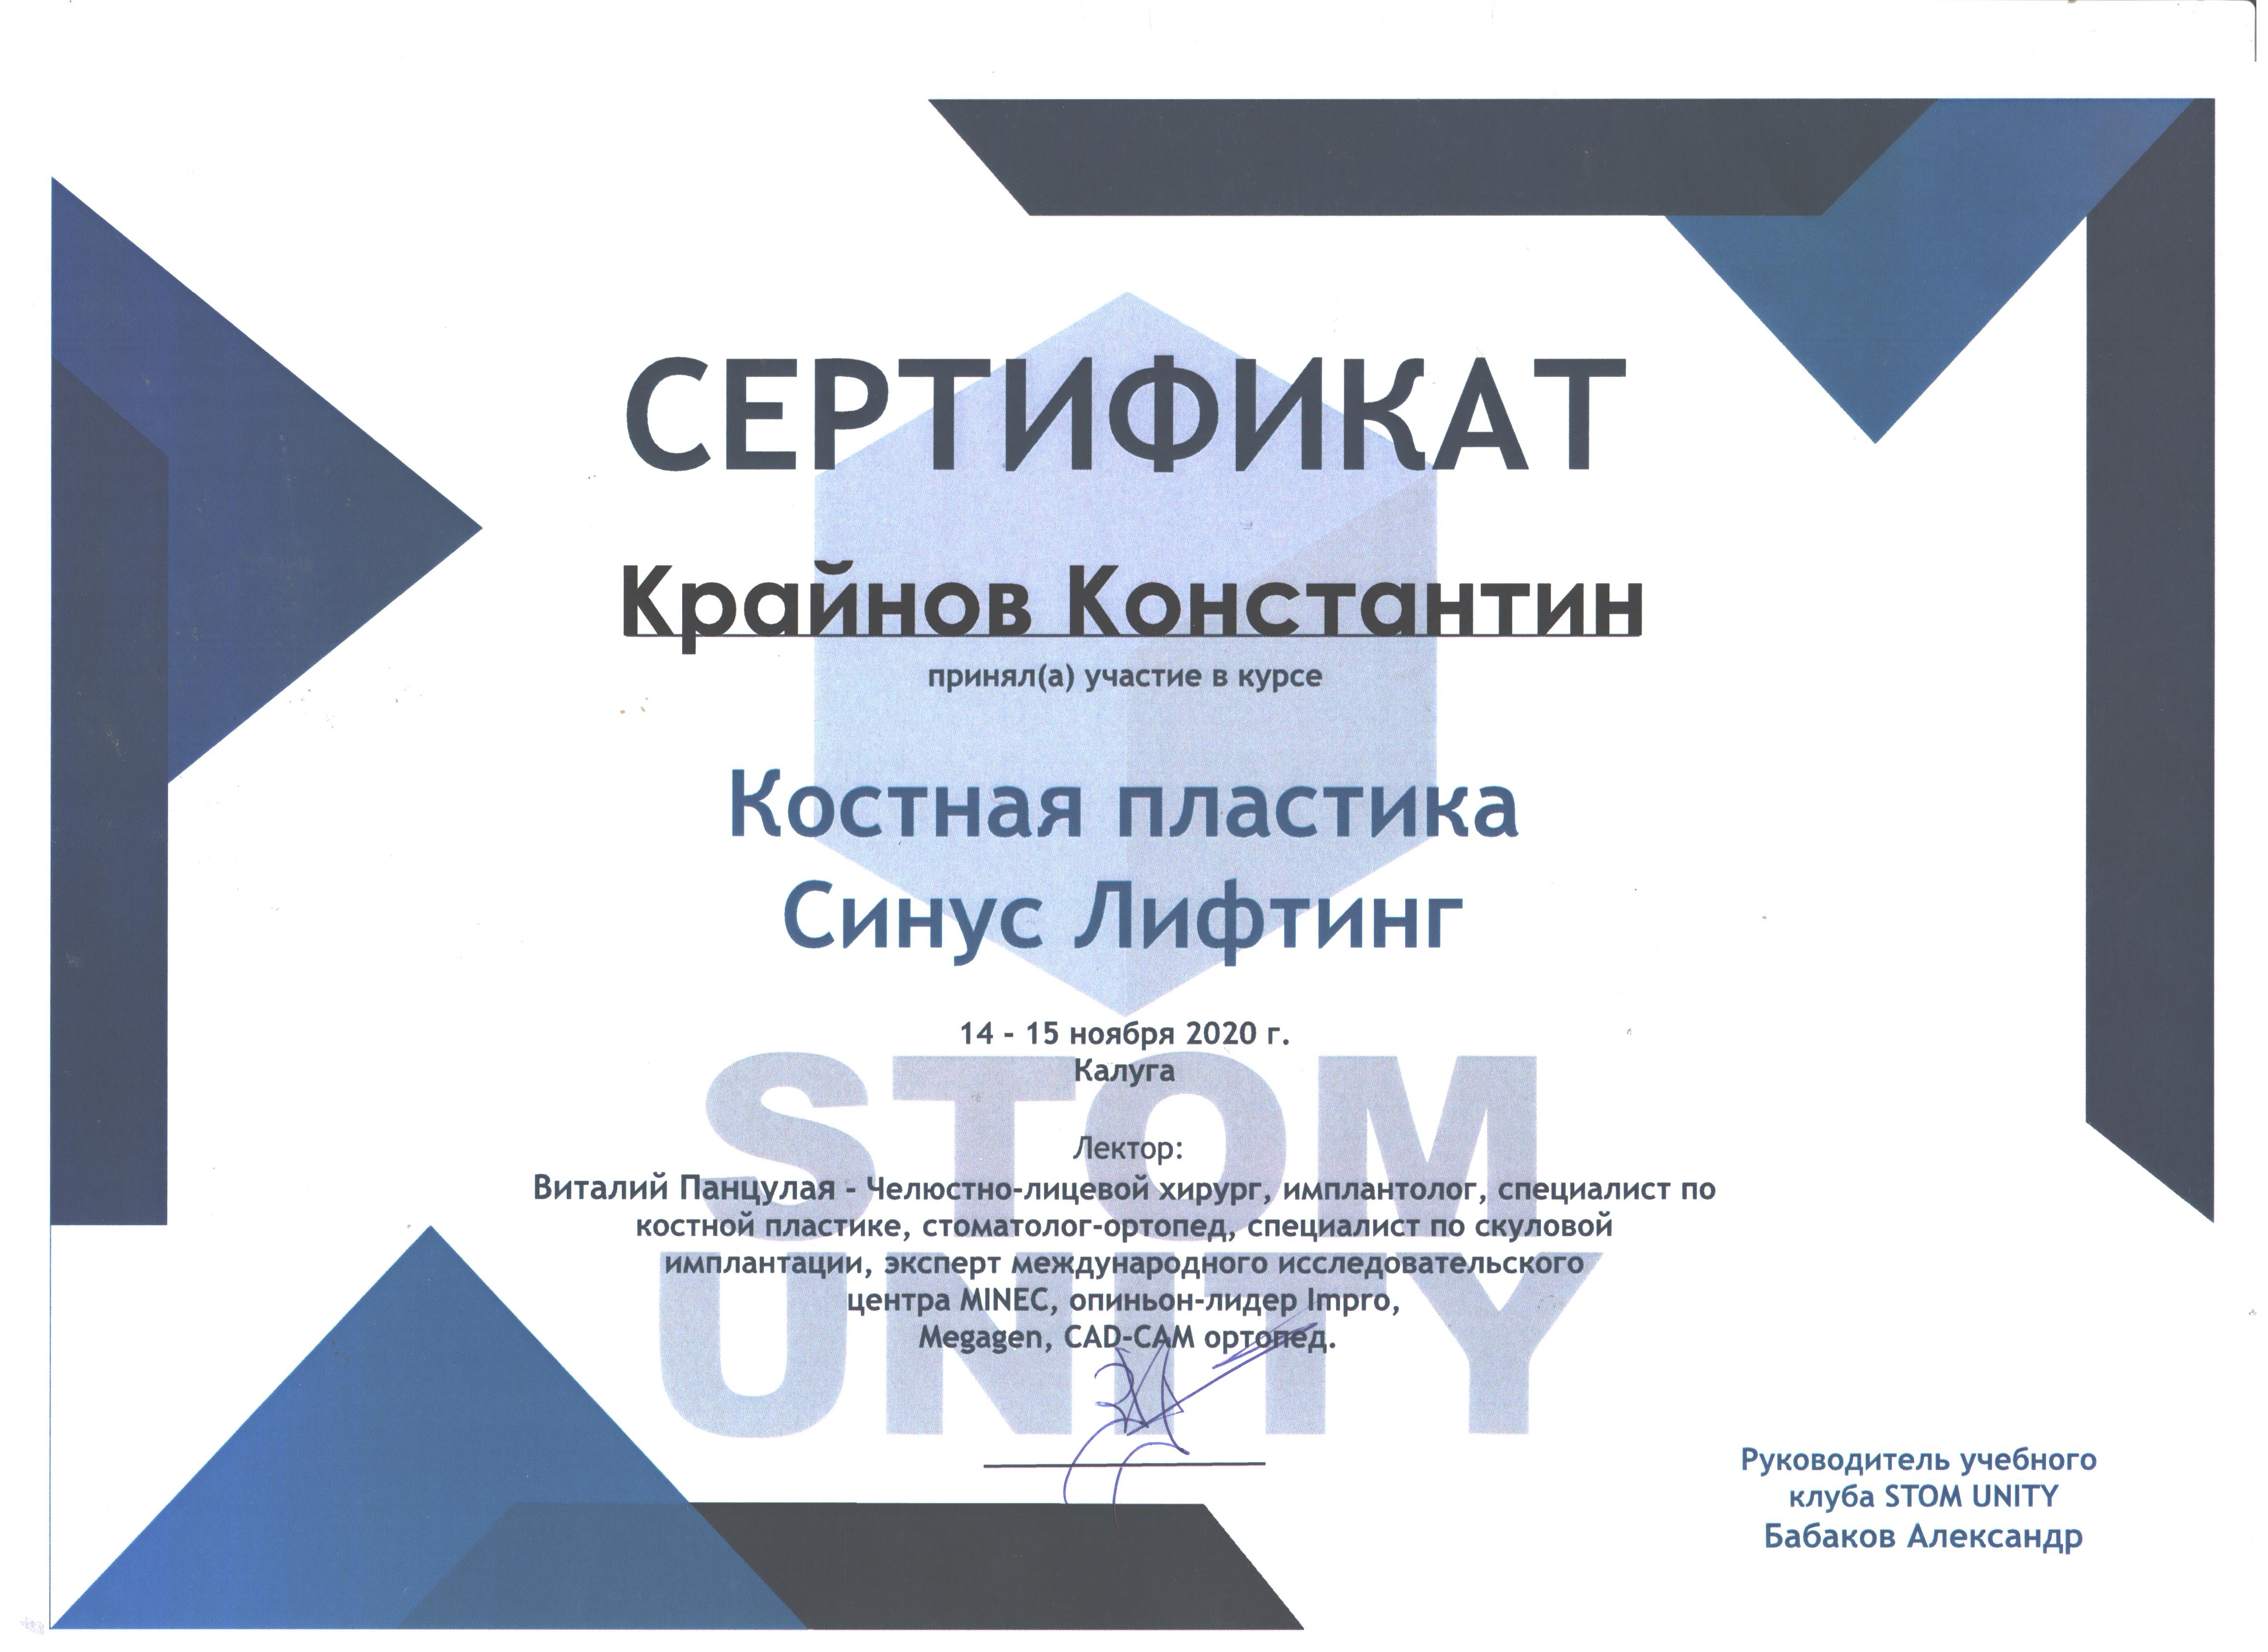 СЕРТИФИКАТ
Крайнов Константин
принял(а) участие в курсе
Костная пластика
Синус Лифтинг
14 - 15 ноября 2020 г.
Калуга
STOM
UNITY
Лектор:
Виталий Панцулая - Челюстно-лицевой хирург, имплантолог, специалист по
костной пластике, стоматолог-ортопед, специалист по скуловой
имплантации, эксперт международного исследовательского
центра MINEC, опиньон-лидер Impro,
Megagen, CAD-CAM ортопед.
Руководитель учебного
клуба STOM UNITY
Бабаков Александр